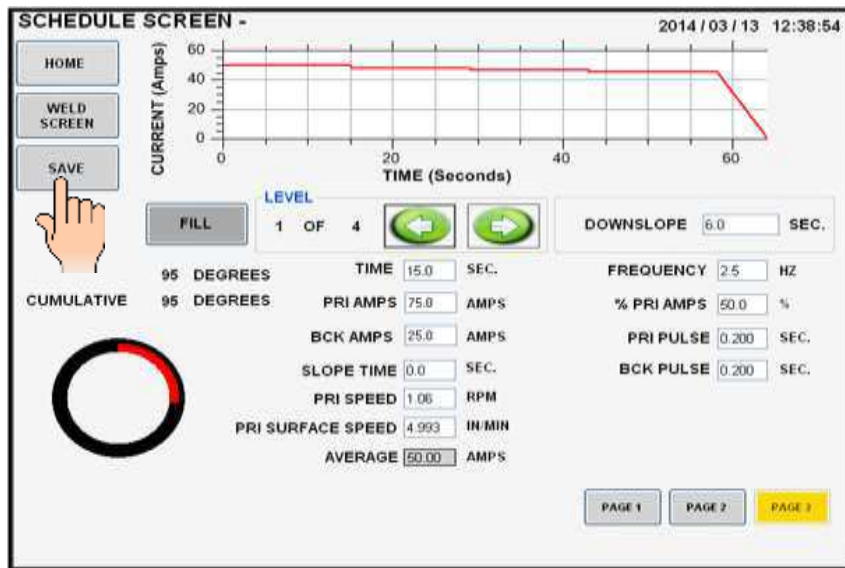 SCHEDULE SCREEN -
2014 / 03 / 13 12:38:54
HOME
WELD
SCREEN
SAVE
CURRENT (Amps)
60
40
20
0
0 20 40 60
TIME (Seconds)
FILL
LEVEL
1 OF 4
DOWNSLOPE 6.0 SEC.
95 DEGREES
CUMULATIVE 95 DEGREES
TIME 15.0 SEC.
PRI AMPS 75.0 AMPS
BCK AMPS 25.0 AMPS
SLOPE TIME 0.0 SEC.
PRI SPEED 1.06 RPM
PRI SURFACE SPEED 4.993 IN/MIN
AVERAGE 50.00 AMPS
FREQUENCY 2.5 HZ
% PRI AMPS 50.0 %
PRI PULSE 0.200 SEC.
BCK PULSE 0.200 SEC.
PAGE 1 PAGE 2 PAGE 3